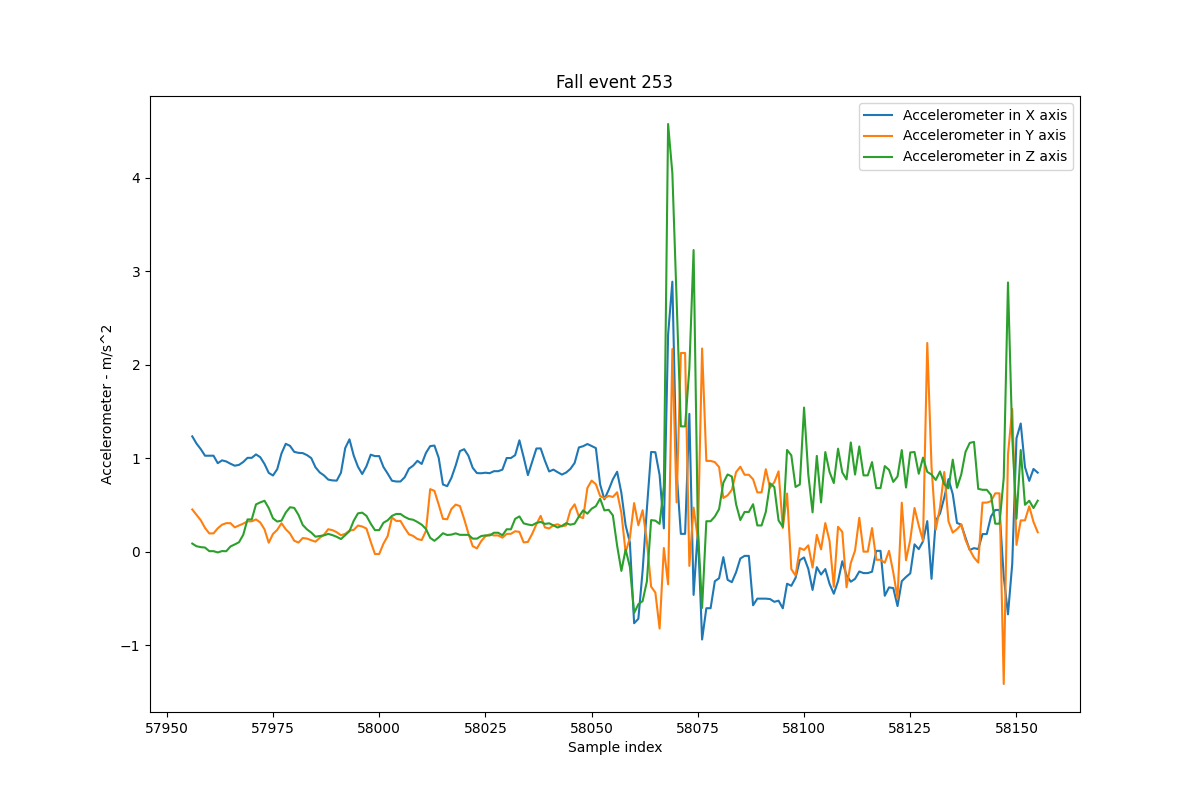 Fall event 253
Accelerometer in X axis
Accelerometer in Y axis
Accelerometer in Z axis
Accelerometer - m/s^2
4
3
2
1
0
−1
57950 57975 58000 58025 58050 58075 58100 58125 58150
Sample index